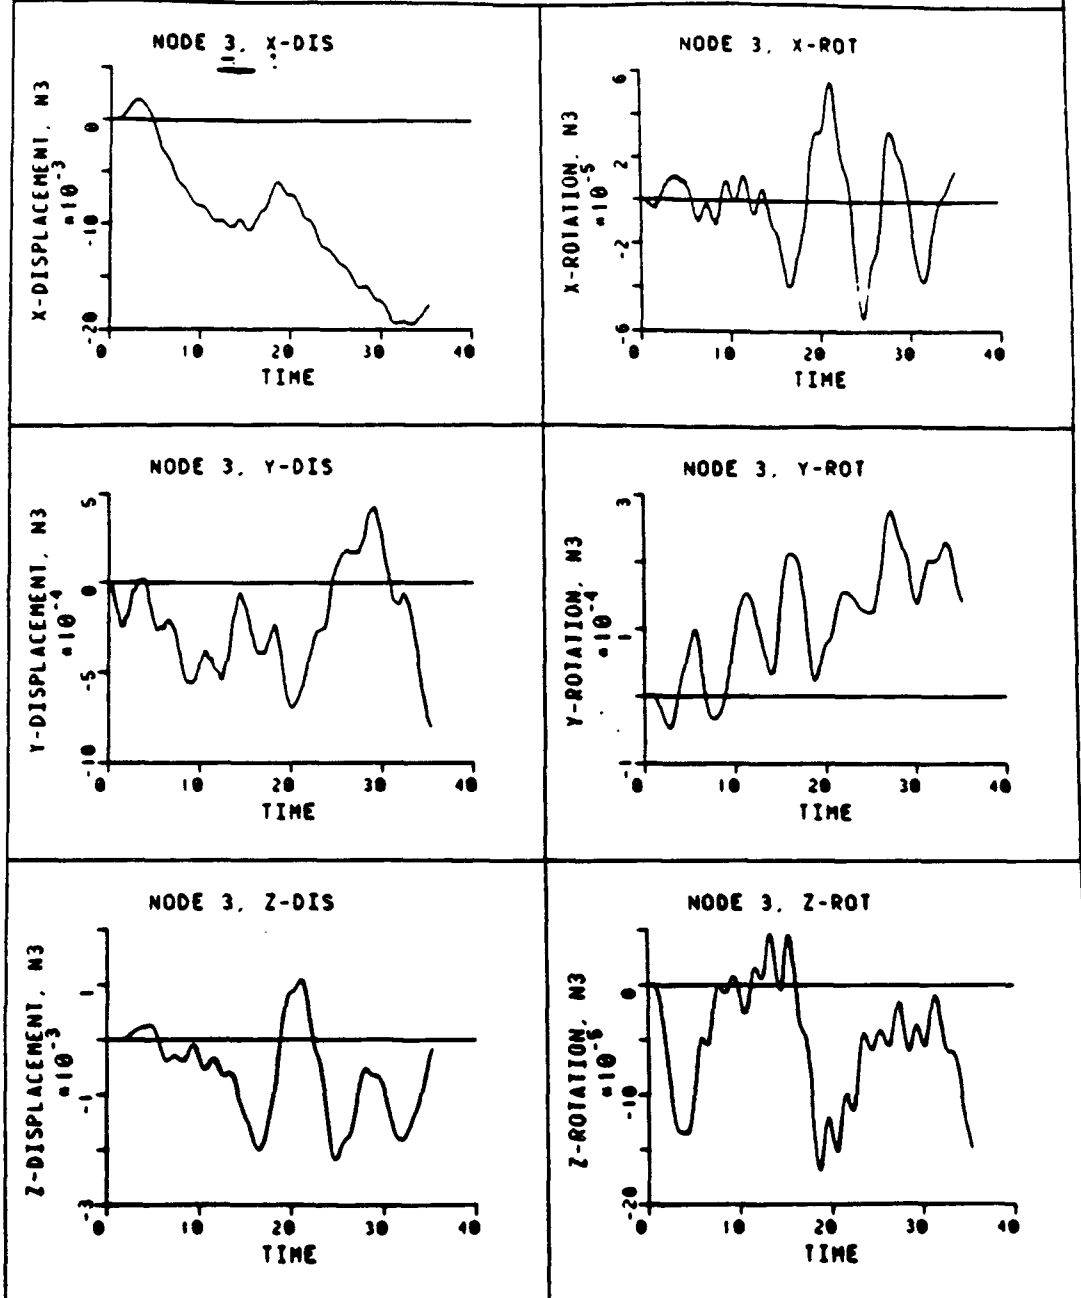 NODE 3, X-DIS
X-DISPLACEMENT, N3
*10^-3
0
-10
-20
0 10 20 30 40
TIME
NODE 3, X-ROT
X-ROTATION, N3
*10^-5
6
2
-2
-6
0 10 20 30 40
TIME
NODE 3, Y-DIS
Y-DISPLACEMENT, N3
*10^-4
5
0
-5
-10
0 10 20 30 40
TIME
NODE 3, Y-ROT
Y-ROTATION, N3
*10^-4
3
1
-1
0 10 20 30 40
TIME
NODE 3, Z-DIS
Z-DISPLACEMENT, N3
*10^-3
1
-1
-3
0 10 20 30 40
TIME
NODE 3, Z-ROT
Z-ROTATION, N3
0
-10
-20
0 10 20 30 40
TIME